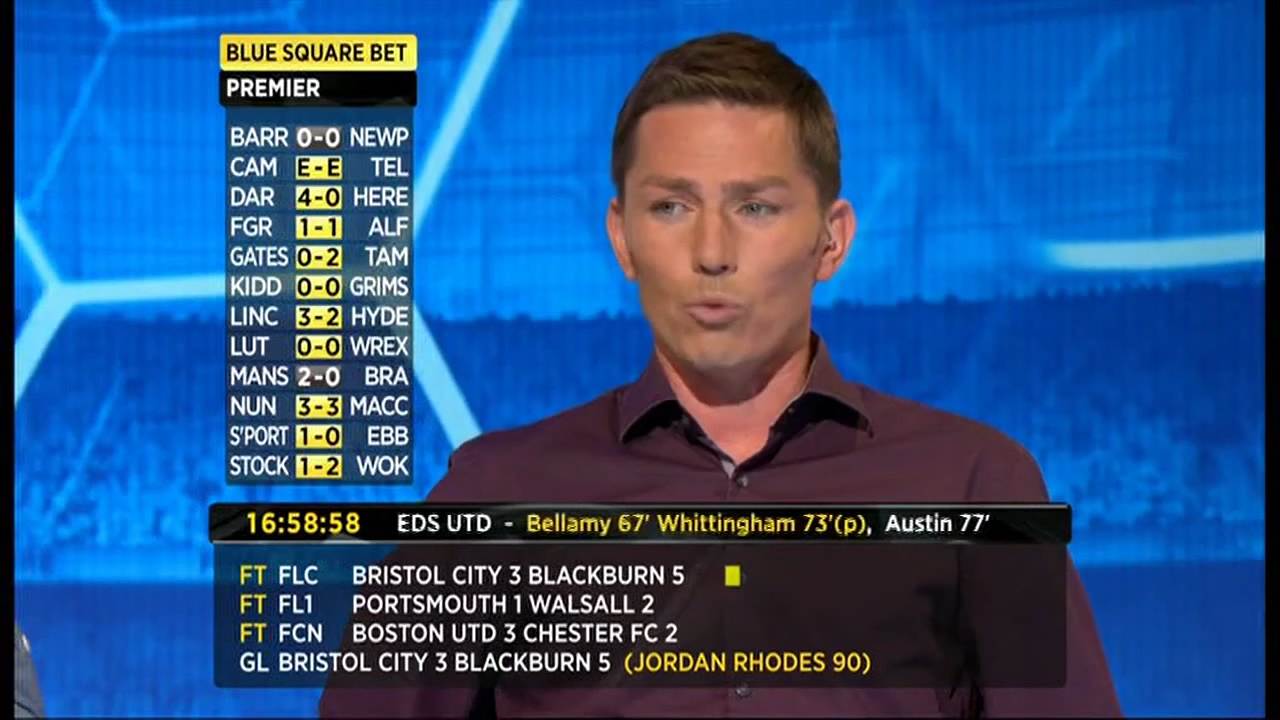 BLUE SQUARE BET
PREMIER
BARR 0-0 NEWP
CAM E-E TEL
DAR 4-0 HERE
FGR 1-1 ALF
GATES 0-2 TAM
KIDD 0-0 GRIMS
LINC 3-2 HYDE
LUT 0-0 WREX
MANS 2-0 BRA
NUN 3-3 MACC
S'PORT 1-0 EBB
STOCK 1-2 WOK
16:58:58 EDS UTD - Bellamy 67' Whittingham 73'(p), Austin 77'
FT FLC BRISTOL CITY 3 BLACKBURN 5
FT FL1 PORTSMOUTH 1 WALSALL 2
FT FCN BOSTON UTD 3 CHESTER FC 2
GL BRISTOL CITY 3 BLACKBURN 5 (JORDAN RHODES 90)